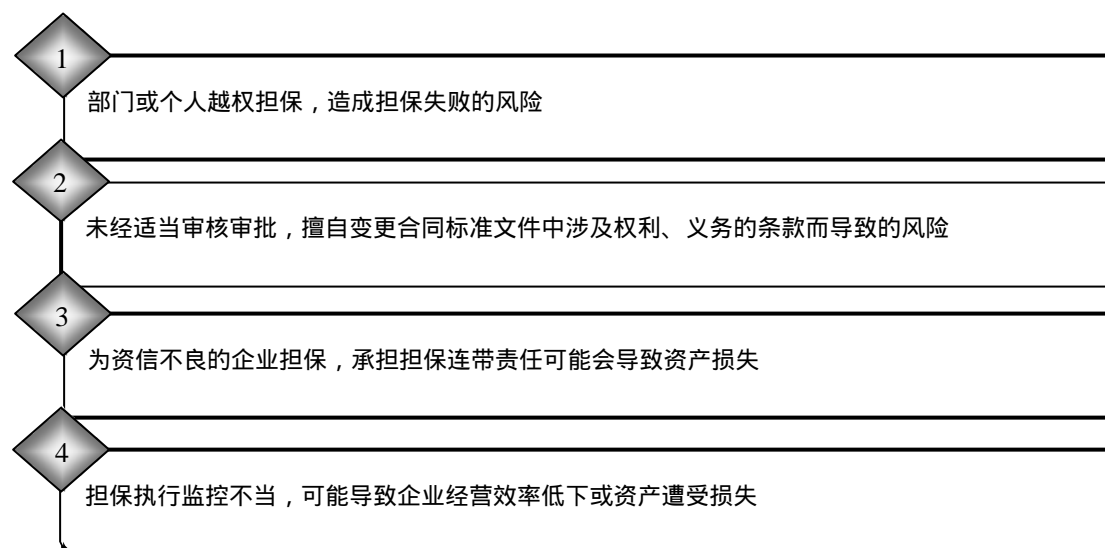 1
部门或个人越权担保，造成担保失败的风险
2
未经适当审核审批，擅自变更合同标准文件中涉及权利、义务的条款而导致的风险
3
为资信不良的企业担保，承担担保连带责任可能会导致资产损失
4
担保执行监控不当，可能导致企业经营效率低下或资产遭受损失